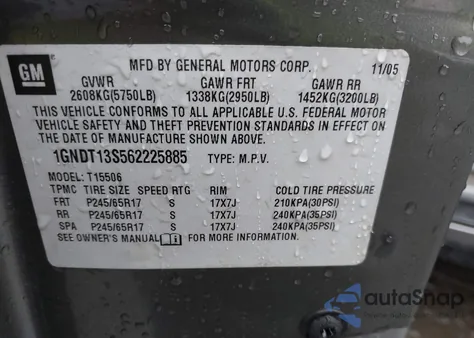 GM
MFD BY GENERAL MOTORS CORP. 11/05
GVWR GAWR FRT GAWR RR
2608KG(5750LB) 1338KG(2950LB) 1452KG(3200LB)
THIS VEHICLE CONFORMS TO ALL APPLICABLE U.S. FEDERAL MOTOR
VEHICLE SAFETY AND THEFT PREVENTION STANDARDS IN EFFECT ON
THE DATE OF MANUFACTURE SHOWN ABOVE.
1GNDT13S562225885 TYPE: M.P.V.
MODEL: T15506
TPMC TIRE SIZE SPEED RTG RIM COLD TIRE PRESSURE
FRT P245/65R17 S 17X7J 210KPA(30PSI)
RR P245/65R17 S 17X7J 240KPA(35PSI)
SPA P245/65R17 S 17X7J 240KPA(35PSI)
SEE OWNER'S MANUAL FOR MORE INFORMATION.
autoSnap